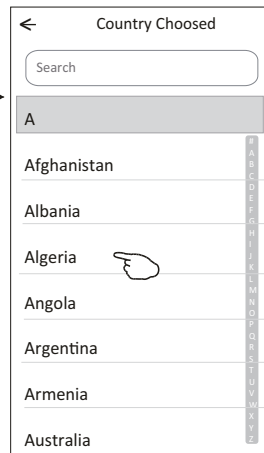 Country Choosed
Search
A
Afghanistan
Albania
Algeria
Angola
Argentina
Armenia
Australia
#
A
B
C
D
E
F
G
H
I
J
K
L
M
N
O
P
Q
R
S
T
U
V
W
X
Y
Z